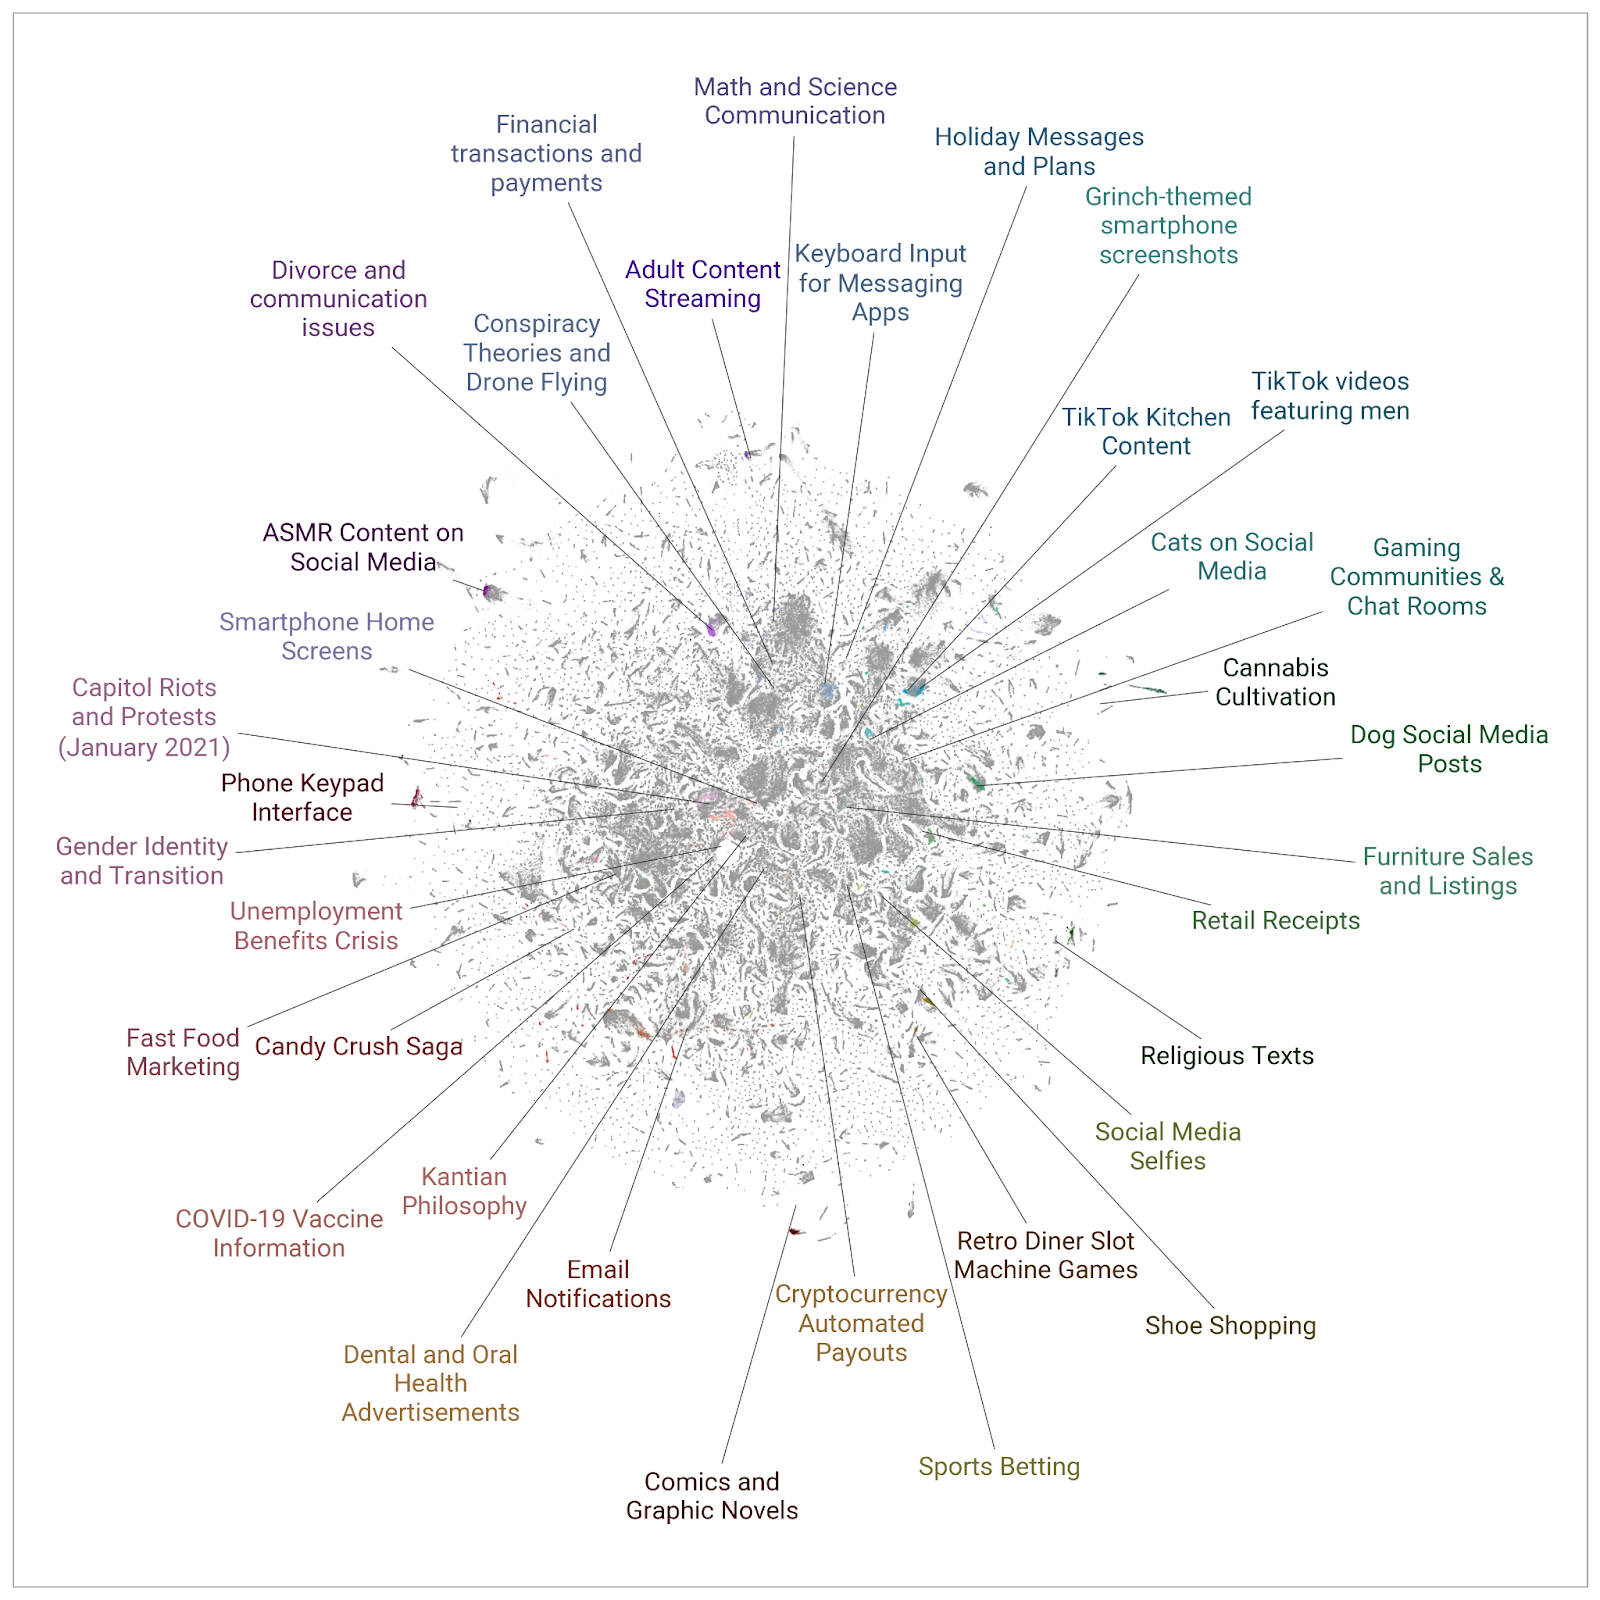 Math and Science
Communication
Financial
transactions and
payments
Holiday Messages
and Plans
Grinch-themed
smartphone
screenshots
Divorce and
communication
issues
Adult Content
Streaming
Keyboard Input
for Messaging
Apps
Conspiracy
Theories and
Drone Flying
TikTok videos
featuring men
TikTok Kitchen
Content
ASMR Content on
Social Media
Cats on Social
Media
Gaming
Communities &
Chat Rooms
Smartphone Home
Screens
Cannabis
Cultivation
Capitol Riots
and Protests
(January 2021)
Dog Social Media
Posts
Phone Keypad
Interface
Gender Identity
and Transition
Furniture Sales
and Listings
Unemployment
Benefits Crisis
Retail Receipts
Fast Food
Marketing
Candy Crush Saga
Religious Texts
Social Media
Selfies
Kantian
Philosophy
COVID-19 Vaccine
Information
Retro Diner Slot
Machine Games
Email
Notifications
Cryptocurrency
Automated
Payouts
Shoe Shopping
Dental and Oral
Health
Advertisements
Sports Betting
Comics and
Graphic Novels